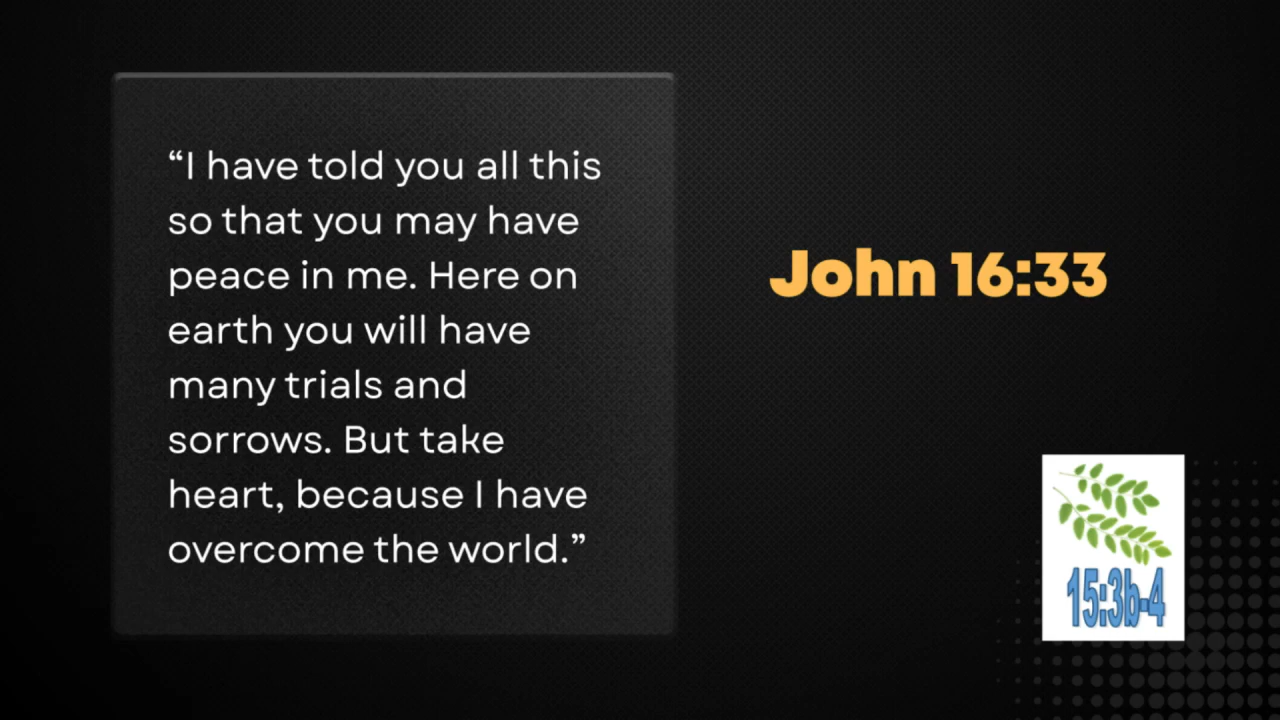 “I have told you all this
so that you may have
peace in me. Here on
earth you will have
many trials and
sorrows. But take
heart, because I have
overcome the world.”
John 16:33
15:3b-4